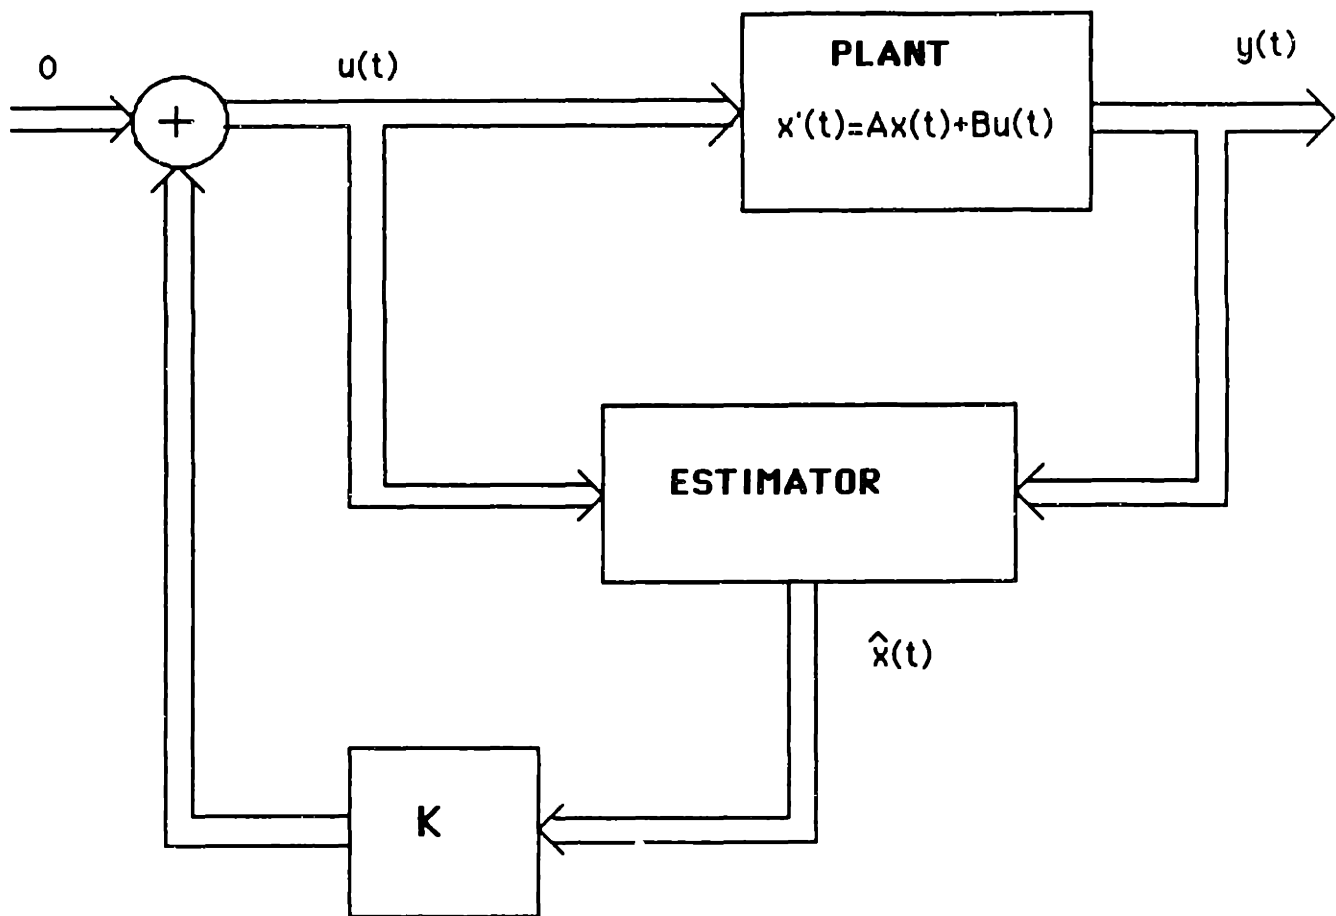 0
u(t)
PLANT
y(t)
+
x'(t)=Ax(t)+Bu(t)
ESTIMATOR
x̂(t)
K